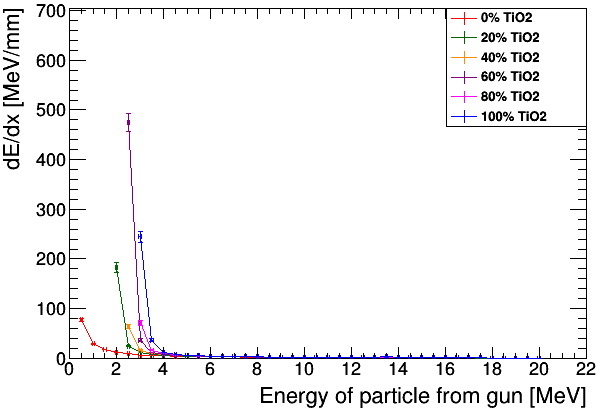 dE/dx [MeV/mm]
700
600
500
400
300
200
100
0
0 2 4 6 8 10 12 14 16 18 20 22
Energy of particle from gun [MeV]
0% TiO2
20% TiO2
40% TiO2
60% TiO2
80% TiO2
100% TiO2